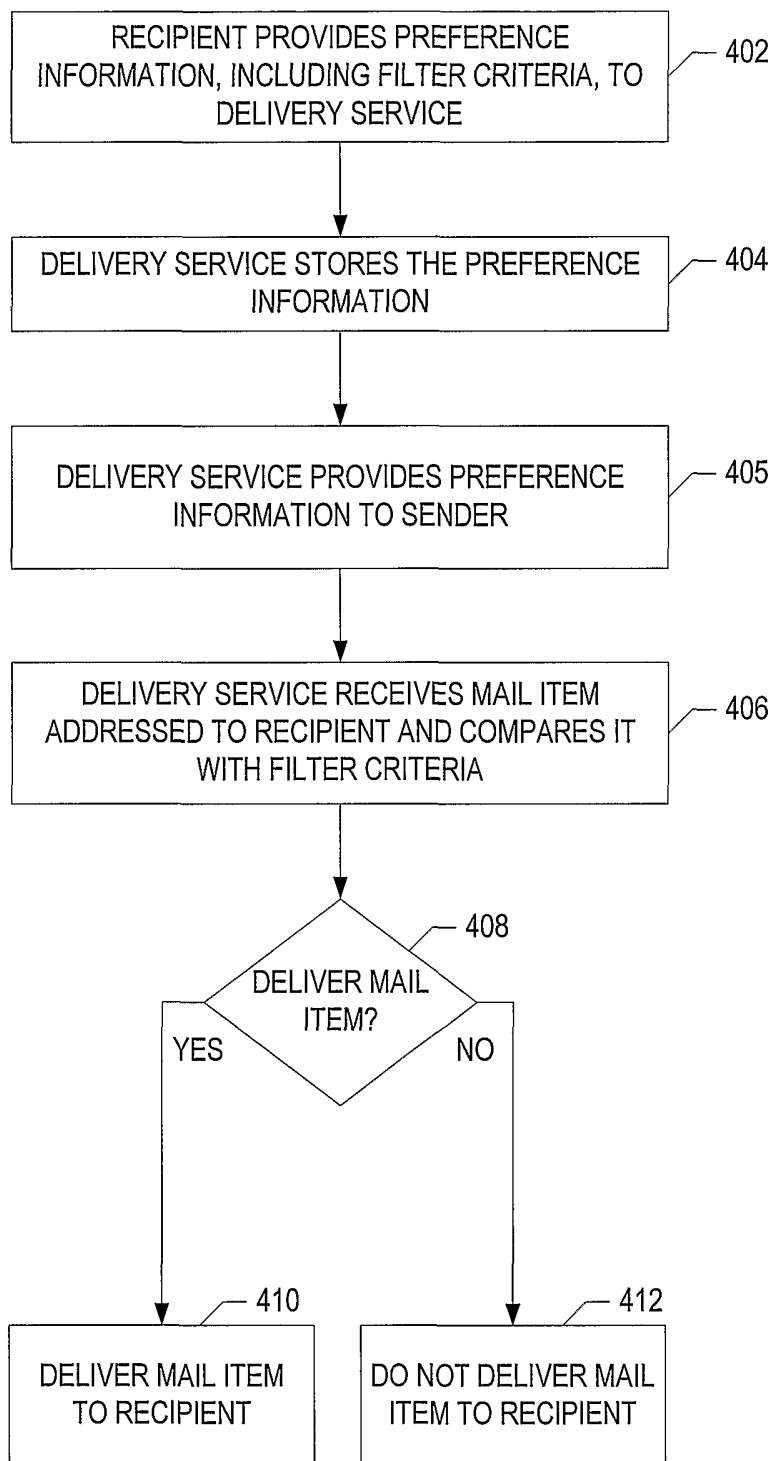 RECIPIENT PROVIDES PREFERENCE
INFORMATION, INCLUDING FILTER CRITERIA, TO
DELIVERY SERVICE
402
DELIVERY SERVICE STORES THE PREFERENCE
INFORMATION
404
DELIVERY SERVICE PROVIDES PREFERENCE
INFORMATION TO SENDER
405
DELIVERY SERVICE RECEIVES MAIL ITEM
ADDRESSED TO RECIPIENT AND COMPARES IT
WITH FILTER CRITERIA
406
408
DELIVER MAIL
ITEM?
YES
NO
410
DELIVER MAIL ITEM
TO RECIPIENT
412
DO NOT DELIVER MAIL
ITEM TO RECIPIENT